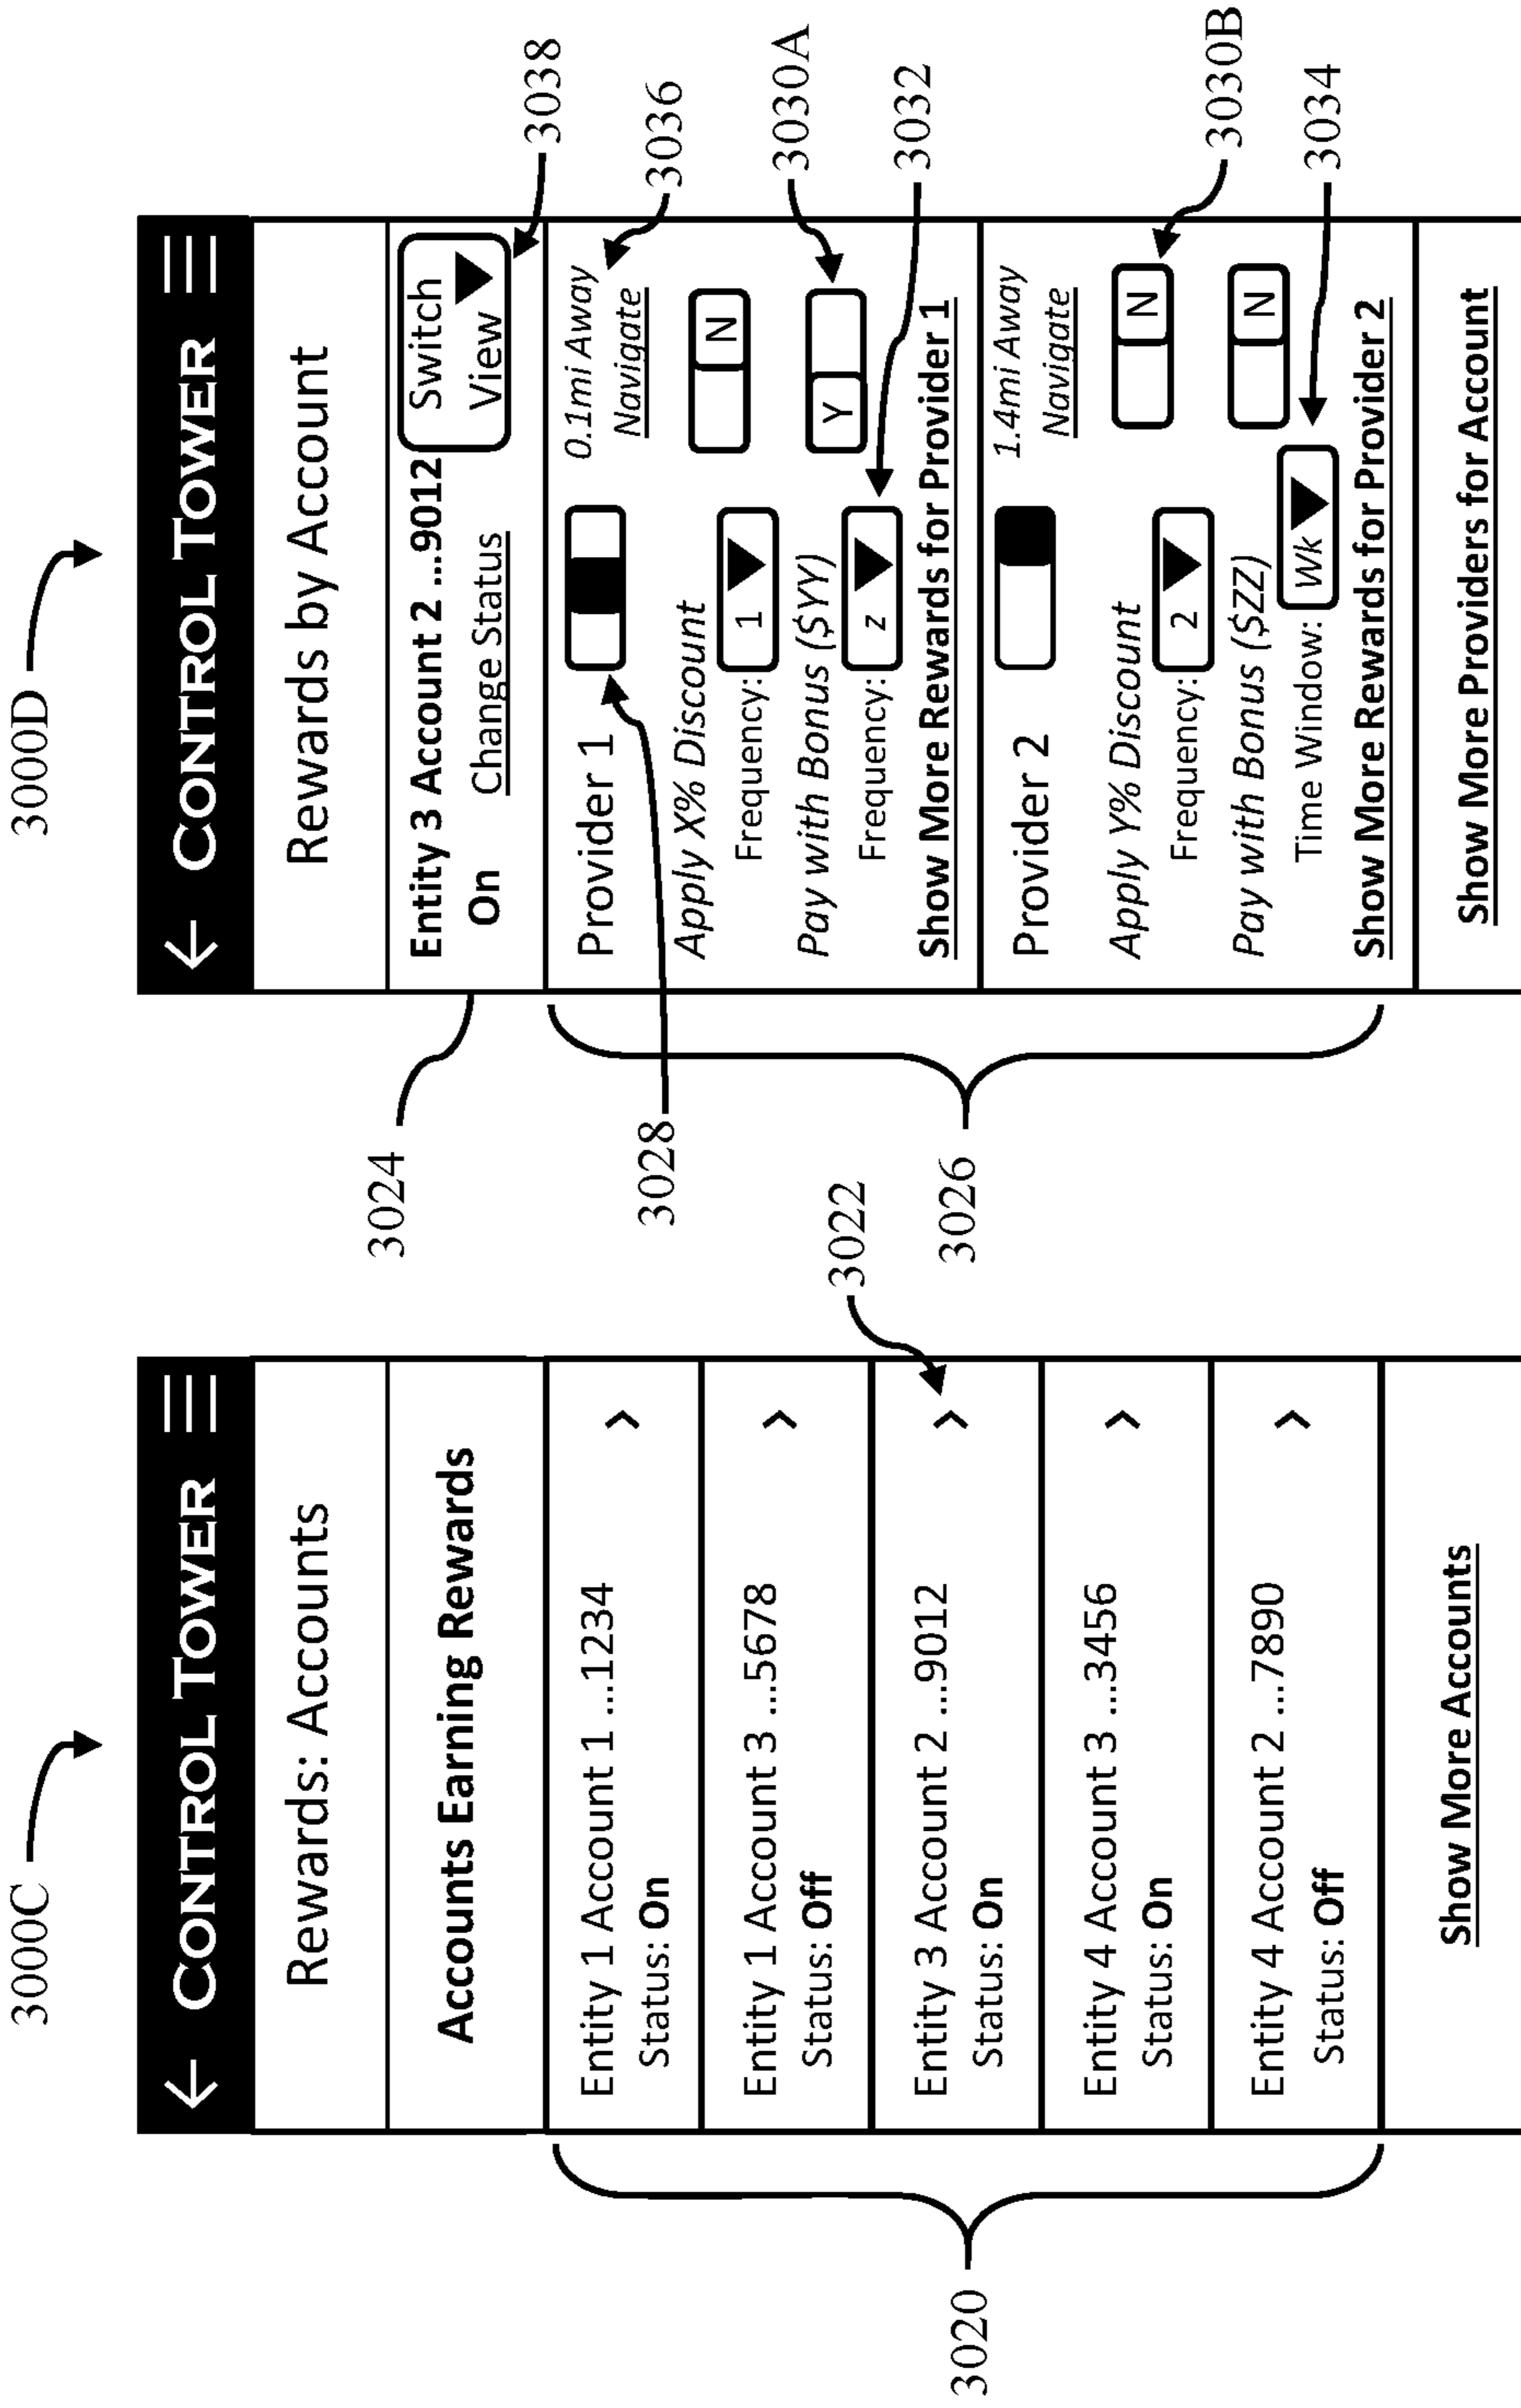 3000C
← CONTROL TOWER
Rewards: Accounts
Accounts Earning Rewards
Entity 1 Account 1 ...1234 >
Status: On
Entity 1 Account 3 ...5678 >
Status: Off
Entity 3 Account 2 ...9012 >
Status: On
Entity 4 Account 3 ...3456 >
Status: On
Entity 4 Account 2 ...7890 >
Status: Off
Show More Accounts
3020
3022
3000D
← CONTROL TOWER
Rewards by Account
Entity 3 Account 2 ...9012
On Change Status
Switch
View ▼
Provider 1
0.1mi Away
Navigate
Apply X% Discount
N
Frequency: 1 ▼
Pay with Bonus ($YY)
Y
Frequency: z ▼
Show More Rewards for Provider 1
Provider 2
1.4mi Away
Navigate
Apply Y% Discount
N
Frequency: 2 ▼
Pay with Bonus ($ZZ)
N
Time Window: Wk ▼
Show More Rewards for Provider 2
Show More Providers for Account
3024
3028
3026
3038
3036
3030A
3032
3030B
3034